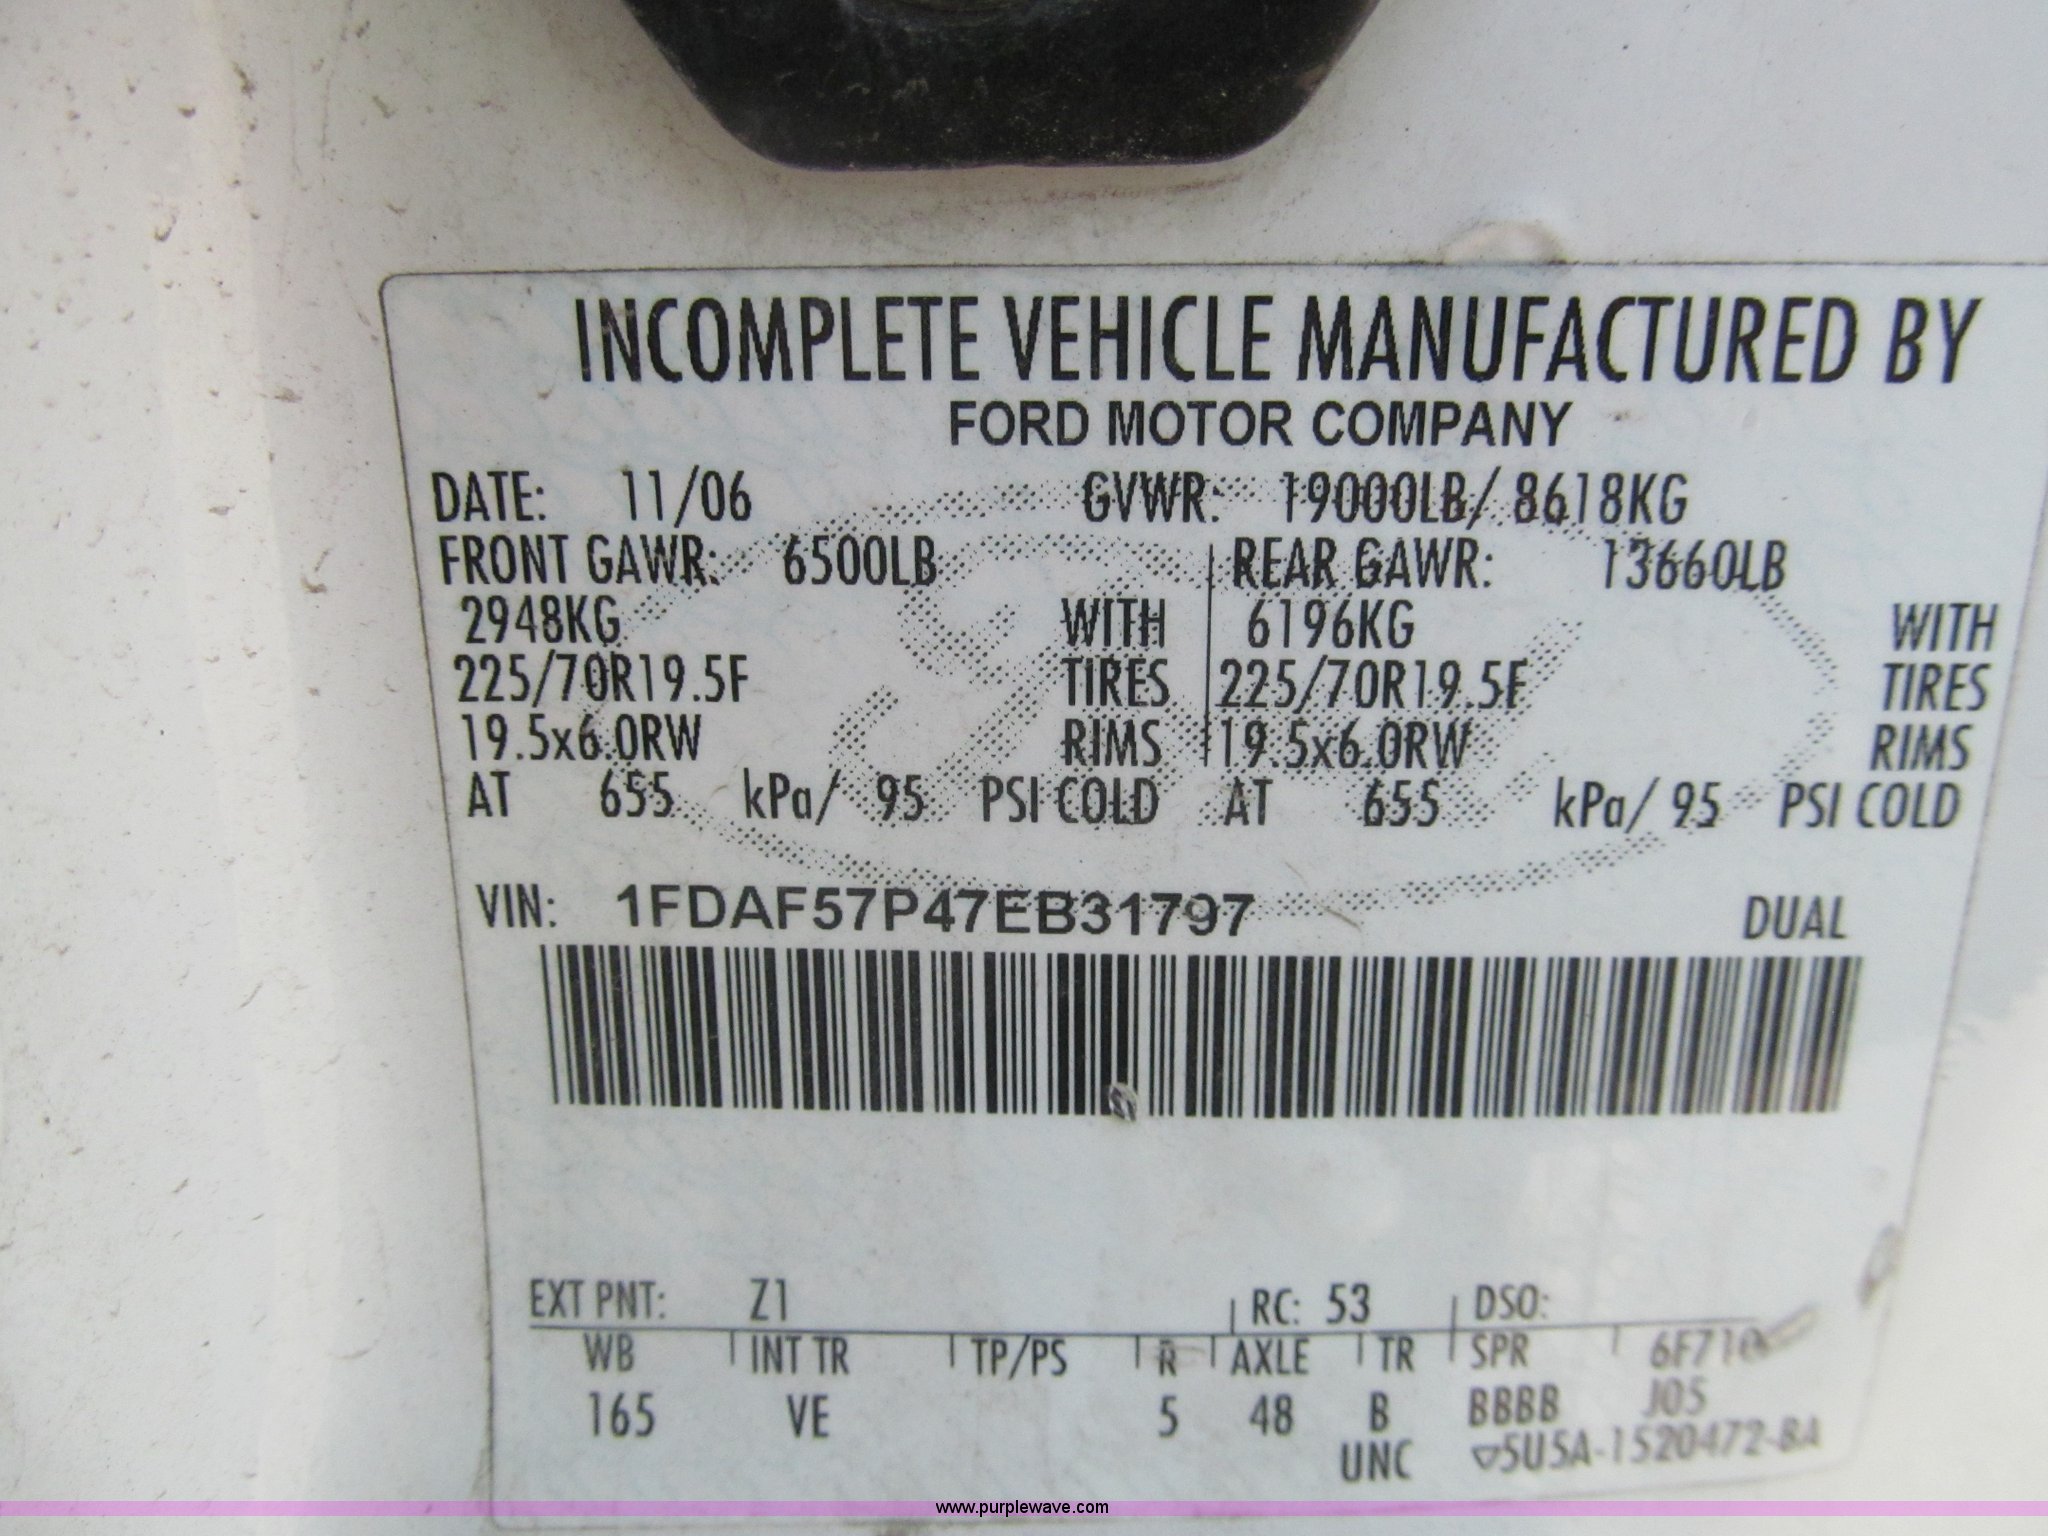 INCOMPLETE VEHICLE MANUFACTURED BY
FORD MOTOR COMPANY
DATE: 11/06 GVWR: 19000LB/ 8618KG
FRONT GAWR: 6500LB REAR GAWR: 13660LB
2948KG WITH 6196KG WITH
225/70R19.5F TIRES 225/70R19.5F TIRES
19.5x6.0RW RIMS 19.5x6.0RW RIMS
AT 655 kPa/ 95 PSI COLD AT 655 kPa/ 95 PSI COLD
VIN: 1FDAF57P47EB31797 DUAL
EXT PNT: Z1 RC: 53 DSO:
WB INT TR TP/PS R AXLE TR SPR
165 VE 5 48 B BBBB J05
UNC 5U5A-1520472-BA
www.purplewave.com